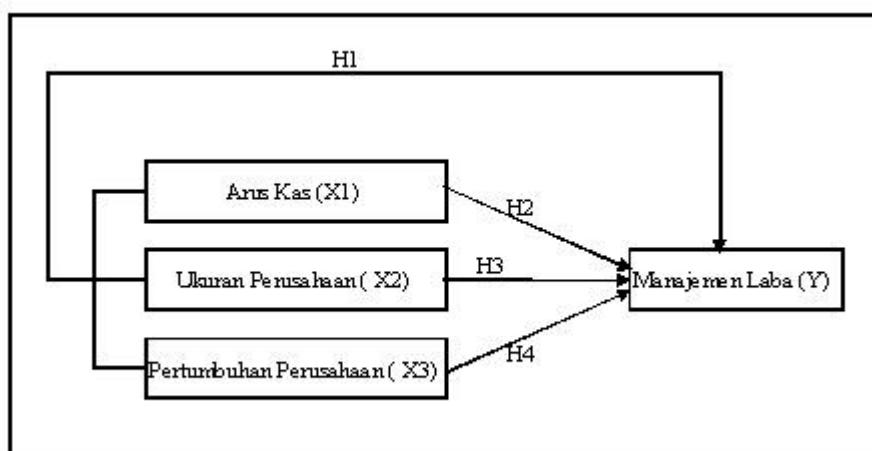 H1
Arus Kas (X1)
H2
Ukuran Perusahaan ( X2)
H3
Manajemen Laba (Y)
Pertumbuhan Perusahaan ( X3)
H4